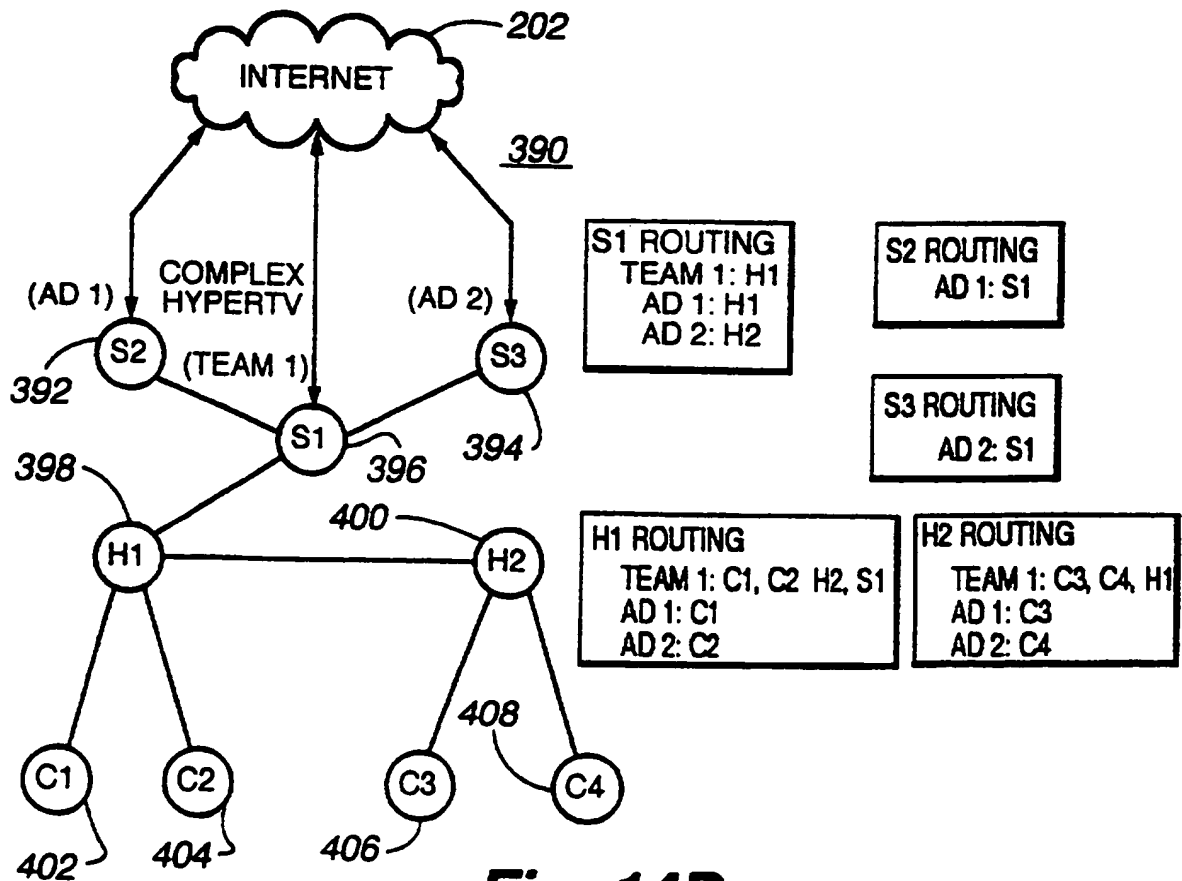 202
INTERNET
390
COMPLEX
HYPERTV
(AD 1)
(AD 2)
S2
(TEAM 1)
S3
392
S1
394
396
398
400
H1
H2
408
C1
C2
C3
C4
402
404
406
S1 ROUTING
TEAM 1: H1
AD 1: H1
AD 2: H2
S2 ROUTING
AD 1: S1
S3 ROUTING
AD 2: S1
H1 ROUTING
TEAM 1: C1, C2 H2, S1
AD 1: C1
AD 2: C2
H2 ROUTING
TEAM 1: C3, C4, H1
AD 1: C3
AD 2: C4